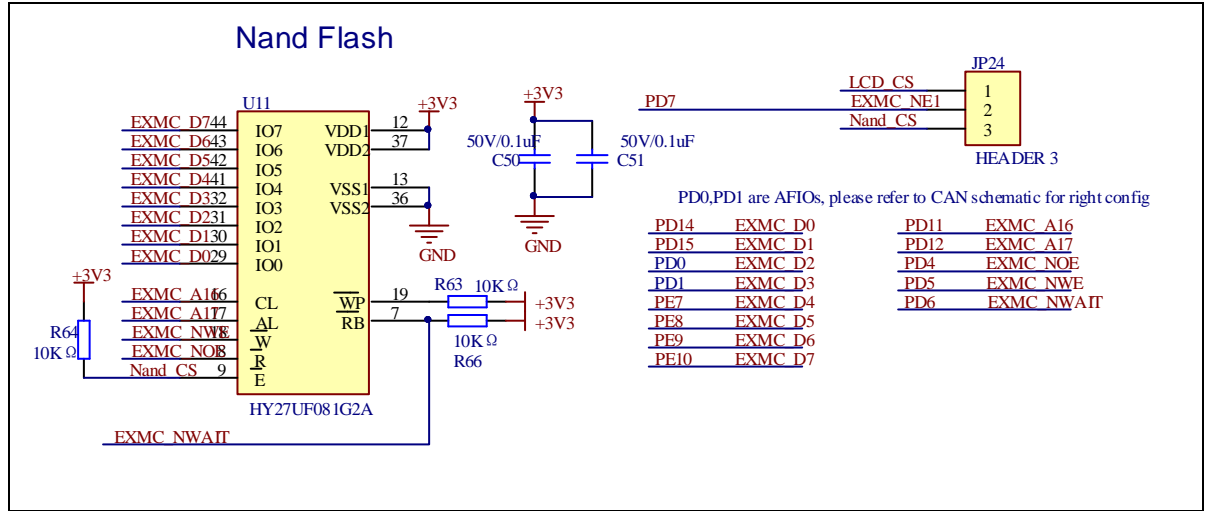 Nand Flash
U11
+3V3
EXMC_D7 44 IO7 VDD1 12
EXMC_D6 43 IO6 VDD2 37
EXMC_D5 42 IO5
EXMC_D4 41 IO4 VSS1 13
EXMC_D3 32 IO3 VSS2 36
EXMC_D2 31 IO2
EXMC_D1 30 IO1
EXMC_D0 29 IO0
GND
+3V3
R64
10KΩ
EXMC_A16 16 CL WP 19
EXMC_A17 17 AL RB 7
EXMC_NWE 18 W
EXMC_NOE 8 R
Nand_CS 9 E
HY27UF081G2A
R63 10KΩ
+3V3
+3V3
10KΩ
R66
EXMC_NWAIT
+3V3
50V/0.1uF
C50
50V/0.1uF
C51
GND
JP24
LCD_CS 1
PD7 EXMC_NE1 2
Nand_CS 3
HEADER 3
PD0,PD1 are AFIOs, please refer to CAN schematic for right config
PD14 EXMC_D0
PD15 EXMC_D1
PD0 EXMC_D2
PD1 EXMC_D3
PE7 EXMC_D4
PE8 EXMC_D5
PE9 EXMC_D6
PE10 EXMC_D7
PD11 EXMC_A16
PD12 EXMC_A17
PD4 EXMC_NOE
PD5 EXMC_NWE
PD6 EXMC_NWAIT